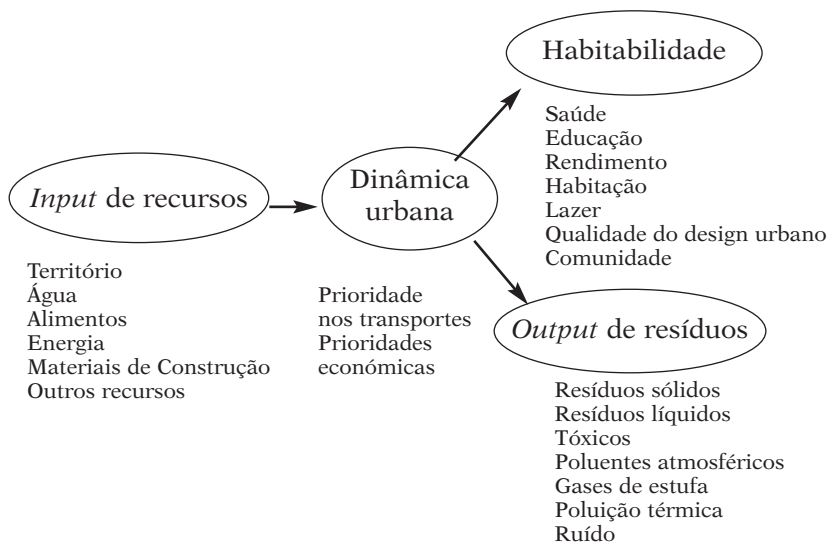 Habitabilidade
Saúde
Educação
Rendimento
Habitação
Lazer
Qualidade do design urbano
Comunidade
Input de recursos
Território
Água
Alimentos
Energia
Materiais de Construção
Outros recursos
Dinâmica
urbana
Prioridade
nos transportes
Prioridades
económicas
Output de resíduos
Resíduos sólidos
Resíduos líquidos
Tóxicos
Poluentes atmosféricos
Gases de estufa
Poluição térmica
Ruído